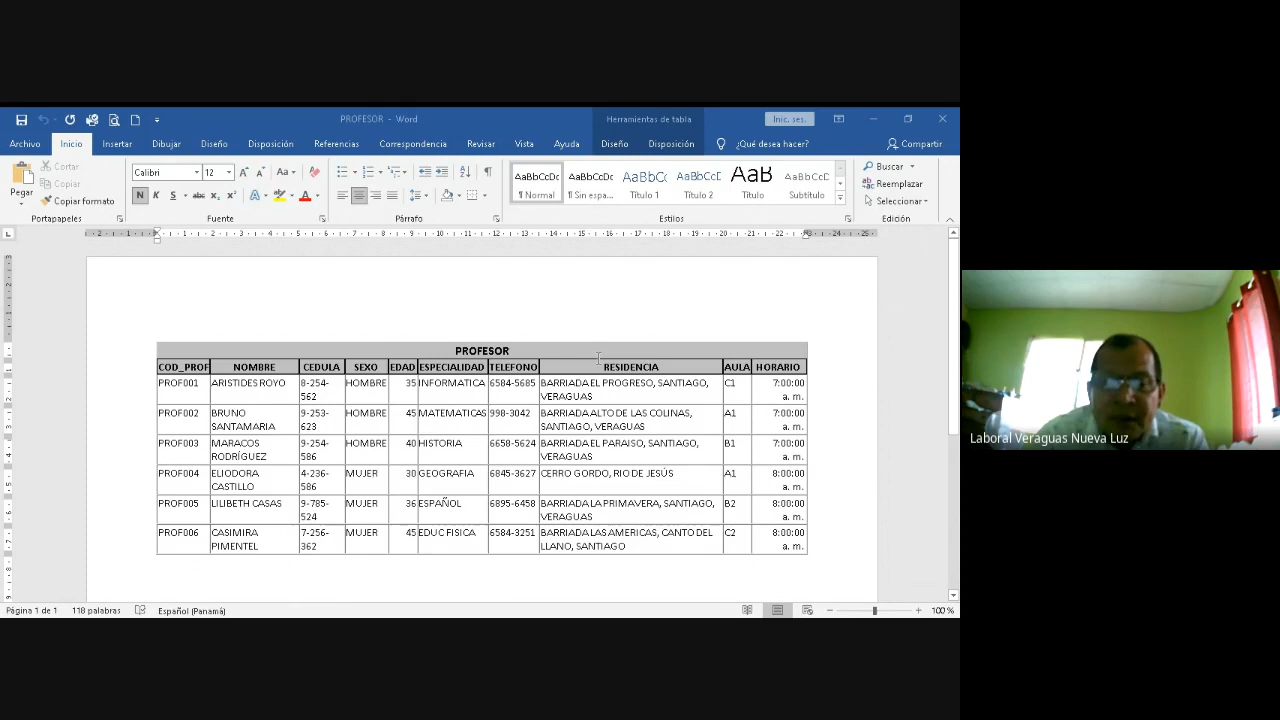 PROFESOR - Word
Herramientas de tabla
Inic. ses.
Archivo Inicio Insertar Dibujar Diseño Disposición Referencias Correspondencia Revisar Vista Ayuda Diseño Disposición ¿Qué desea hacer? Compartir
Pegar
Cortar
Copiar
Copiar formato
Portapapeles
Calibri 12
N K S abc x₂ x²
Fuente
Párrafo
AaBbCcDc AaBbCcDc AaBbCc AaBbCcD AaB AaBbCcD
¶ Normal ¶ Sin espa... Título 1 Título 2 Título Subtítulo
Estilos
Buscar
Reemplazar
Seleccionar
Edición
PROFESOR
COD_PROF NOMBRE CEDULA SEXO EDAD ESPECIALIDAD TELEFONO RESIDENCIA AULA HORARIO
PROF001 ARISTIDES ROYO 8-254- HOMBRE 35 INFORMATICA 6584-5685 BARRIADA EL PROGRESO, SANTIAGO, C1 7:00:00
562 VERAGUAS a. m.
PROF002 BRUNO 9-253- HOMBRE 45 MATEMATICAS 998-3042 BARRIADA ALTO DE LAS COLINAS, A1 7:00:00
SANTAMARIA 623 SANTIAGO, VERAGUAS a. m.
PROF003 MARACOS 9-254- HOMBRE 40 HISTORIA 6658-5624 BARRIADA EL PARAISO, SANTIAGO, B1 7:00:00
RODRÍGUEZ 586 VERAGUAS a. m.
PROF004 ELIODORA 4-236- MUJER 30 GEOGRAFIA 6845-3627 CERRO GORDO, RIO DE JESÚS A1 8:00:00
CASTILLO 586 a. m.
PROF005 LILIBETH CASAS 9-785- MUJER 36 ESPAÑOL 6895-6458 BARRIADA LA PRIMAVERA, SANTIAGO, B2 8:00:00
524 VERAGUAS a. m.
PROF006 CASIMIRA 7-256- MUJER 45 EDUC FISICA 6584-3251 BARRIADA LAS AMERICAS, CANTO DEL C2 8:00:00
PIMENTEL 362 LLANO, SANTIAGO a. m.
Página 1 de 1 118 palabras Español (Panamá) 100 %
Laboral Veraguas Nueva Luz